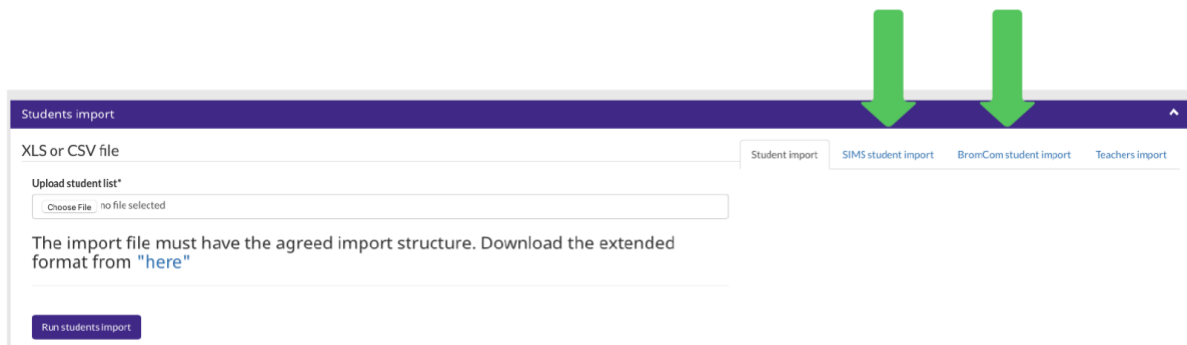 Students import
XLS or CSV file
Student import
SIMS student import
BromCom student import
Teachers import
Upload student list*
Choose File no file selected
The import file must have the agreed import structure. Download the extended
format from "here"
Run students import